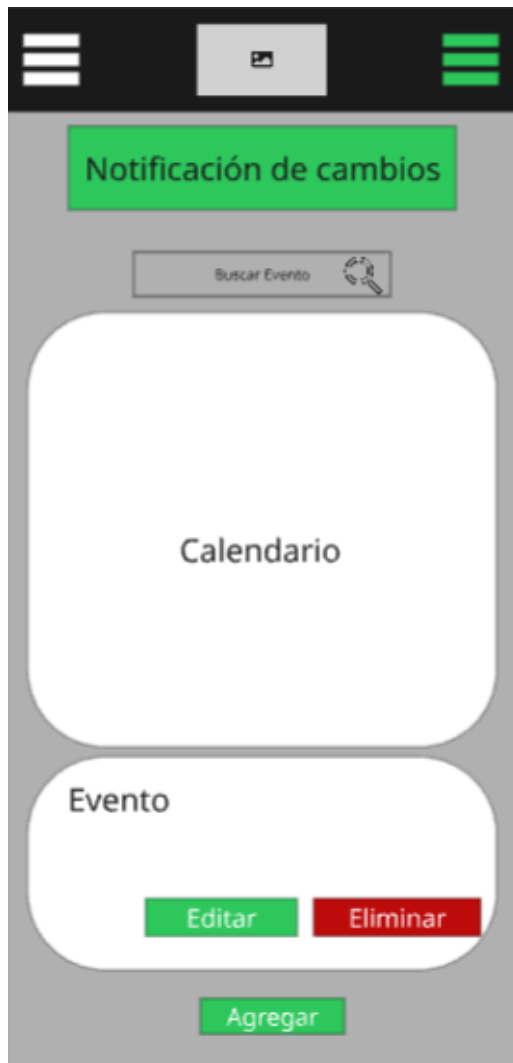 Notificación de cambios
Buscar Evento
Calendario
Evento
Editar Eliminar
Agregar